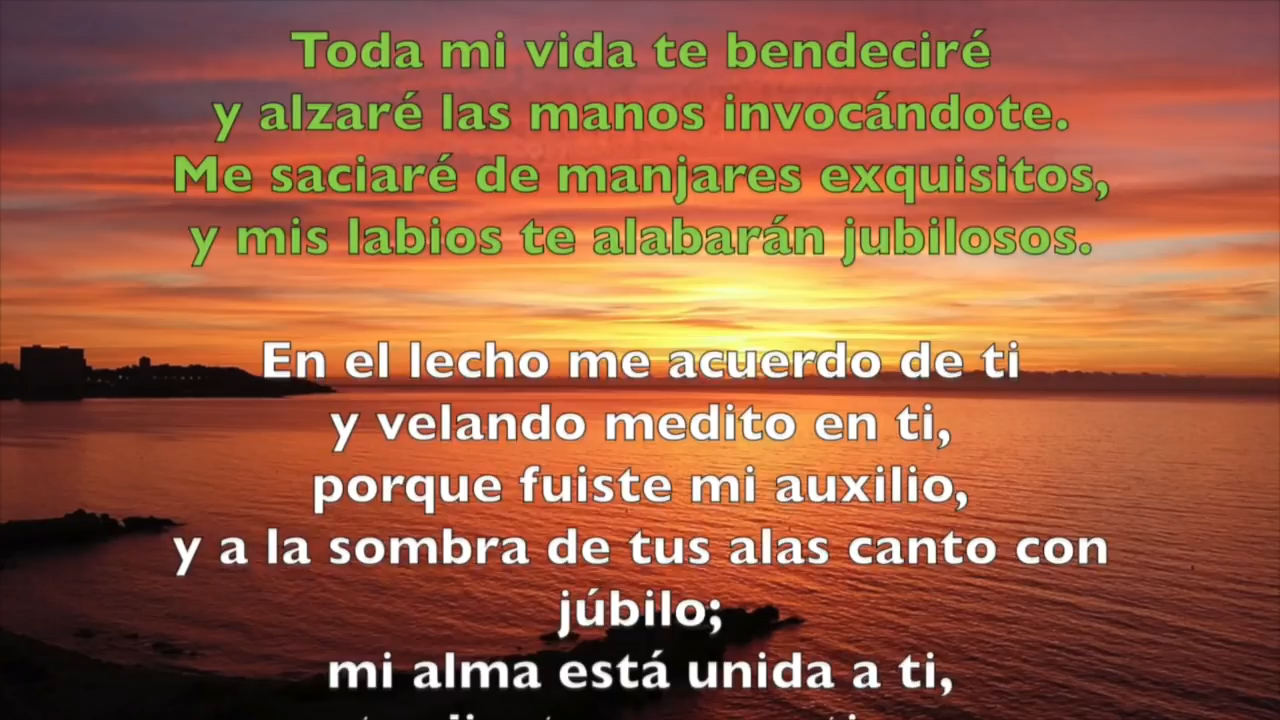 Toda mi vida te bendeciré
y alzaré las manos invocándote.
Me saciaré de manjares exquisitos,
y mis labios te alabarán jubilosos.
En el lecho me acuerdo de ti
y velando medito en ti,
porque fuiste mi auxilio,
y a la sombra de tus alas canto con
júbilo;
mi alma está unida a ti,